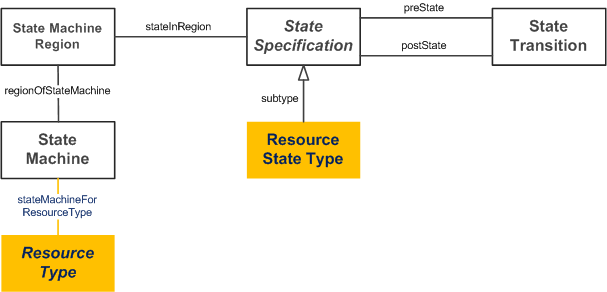 State Machine
Region
stateInRegion
State
Specification
preState
postState
State
Transition
regionOfStateMachine
subtype
State
Machine
Resource
State Type
stateMachineFor
ResourceType
Resource
Type